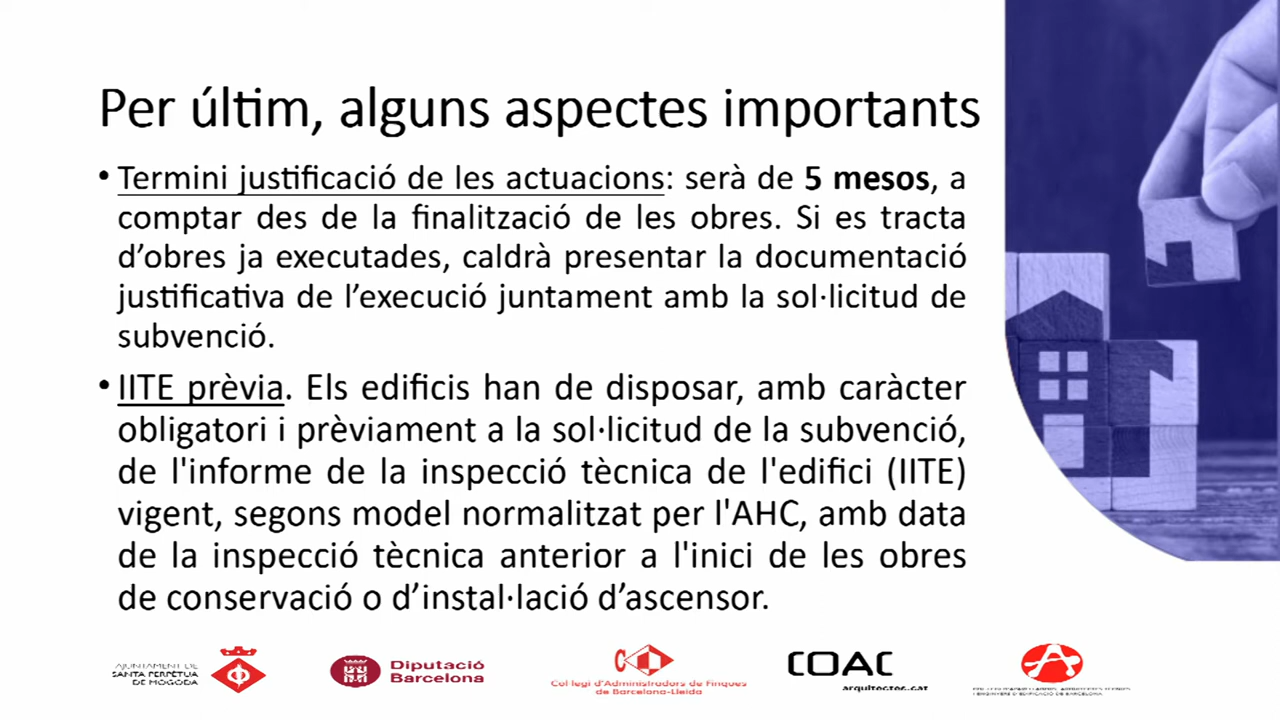 Per últim, alguns aspectes importants
• Termini justificació de les actuacions: serà de 5 mesos, a
comptar des de la finalització de les obres. Si es tracta
d’obres ja executades, caldrà presentar la documentació
justificativa de l’execució juntament amb la sol·licitud de
subvenció.
• IITE prèvia. Els edificis han de disposar, amb caràcter
obligatori i prèviament a la sol·licitud de la subvenció,
de l'informe de la inspecció tècnica de l'edifici (IITE)
vigent, segons model normalitzat per l'AHC, amb data
de la inspecció tècnica anterior a l'inici de les obres
de conservació o d’instal·lació d’ascensor.
AJUNTAMENT DE
SANTA PERPÈTUA
DE MOGODA
Diputació
Barcelona
Col·legi d'Administradors de Finques
de Barcelona-Lleida
COAC
arquitectes.cat